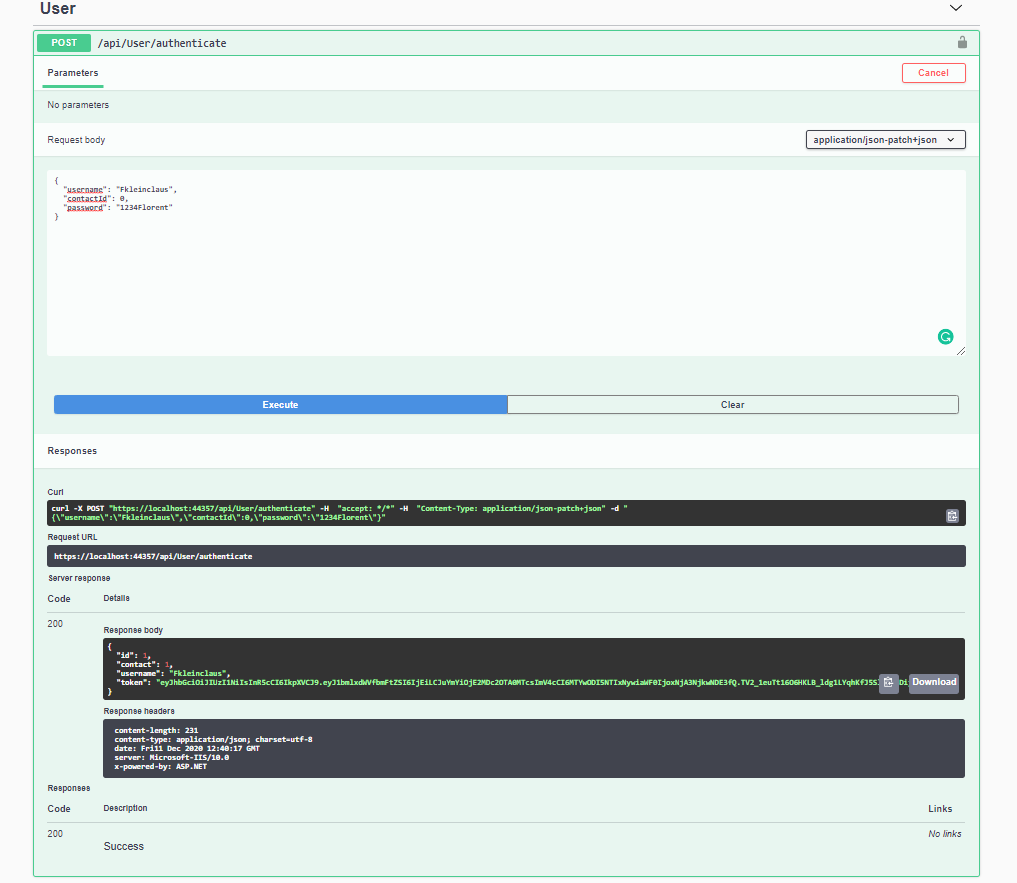 User
POST /api/User/authenticate
Parameters
Cancel
No parameters
Request body
application/json-patch+json
{
"username": "Fkleinclaus",
"contactId": 0,
"password": "1234Florent"
}
Execute
Clear
Responses
Curl
curl -X POST "https://localhost:44357/api/User/authenticate" -H "accept: */*" -H "Content-Type: application/json-patch+json" -d "
{\"username\":\"Fkleinclaus\",\"contactId\":0,\"password\":\"1234Florent\"}"
Request URL
https://localhost:44357/api/User/authenticate
Server response
Code Details
200
Response body
{
"id": 1,
"contact": 1,
"username": "Fkleinclaus",
"token":
Download
}
Response headers
content-length: 231
content-type: application/json; charset=utf-8
date: Fri11 Dec 2020 12:40:17 GMT
server: Microsoft-IIS/10.0
x-powered-by: ASP.NET
Responses
Code Description Links
200 No links
Success